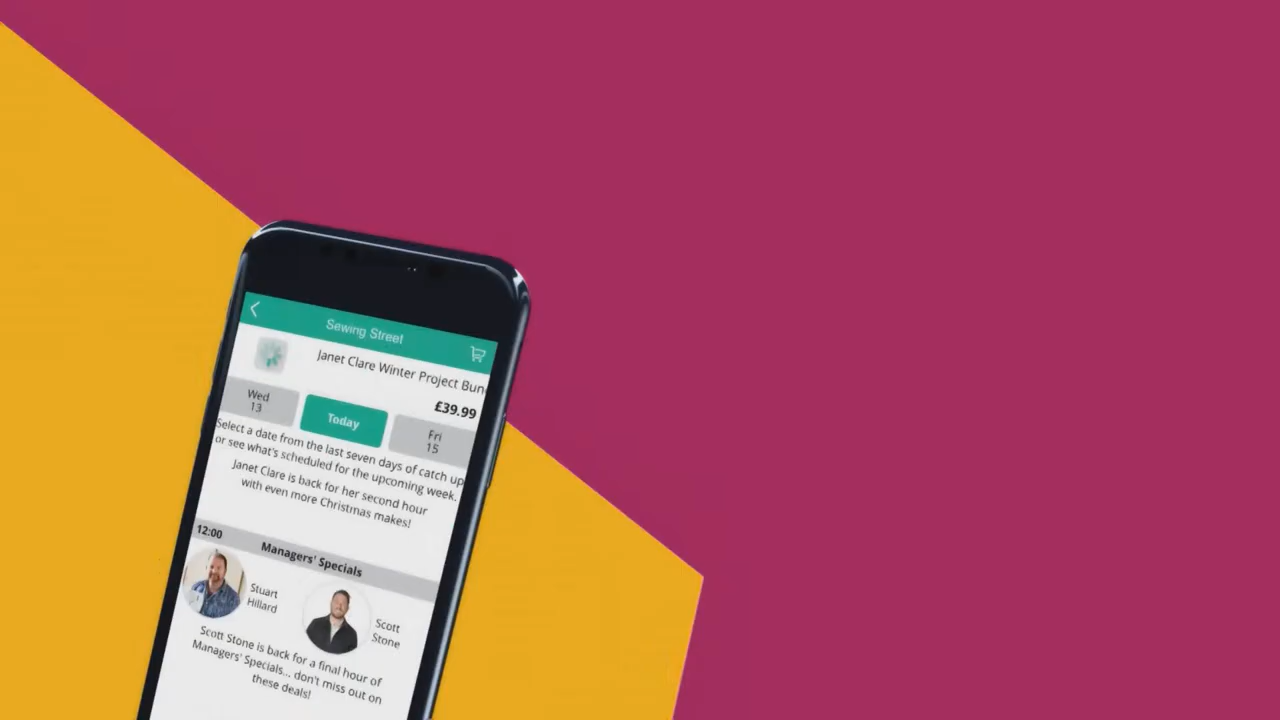 Sewing Street
Janet Clare Winter Project Bun
£39.99
Wed
13
Today
Fri
15
Select a date from the last seven days of catch up
or see what's scheduled for the upcoming week.
Janet Clare is back for her second hour
with even more Christmas makes!
12:00
Managers' Specials
Stuart
Hillard
Scott
Stone
Scott Stone is back for a final hour of
Managers' Specials... don't miss out on
these deals!